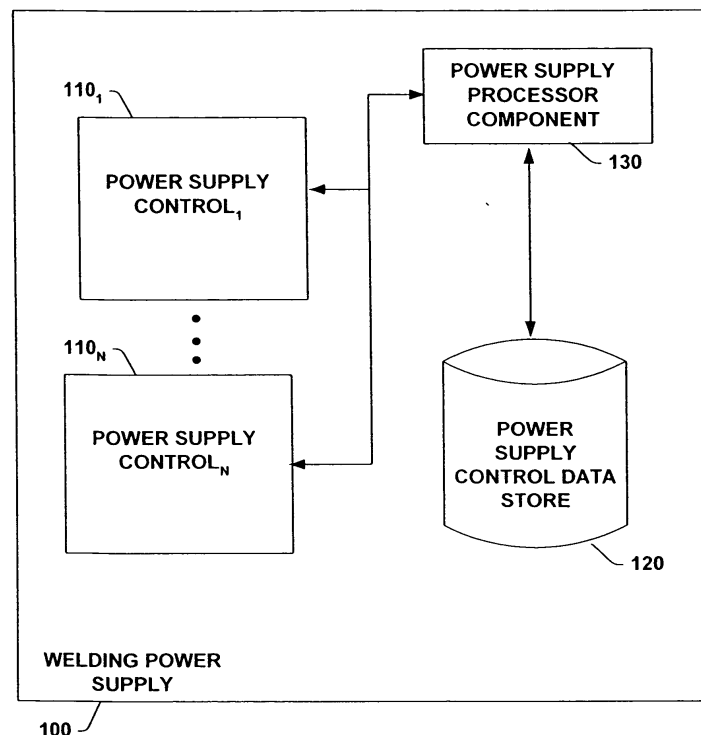 110₁
POWER SUPPLY
CONTROL₁
POWER SUPPLY
PROCESSOR
COMPONENT
130
110ₙ
POWER SUPPLY
CONTROLₙ
POWER
SUPPLY
CONTROL DATA
STORE
120
WELDING POWER
SUPPLY
100